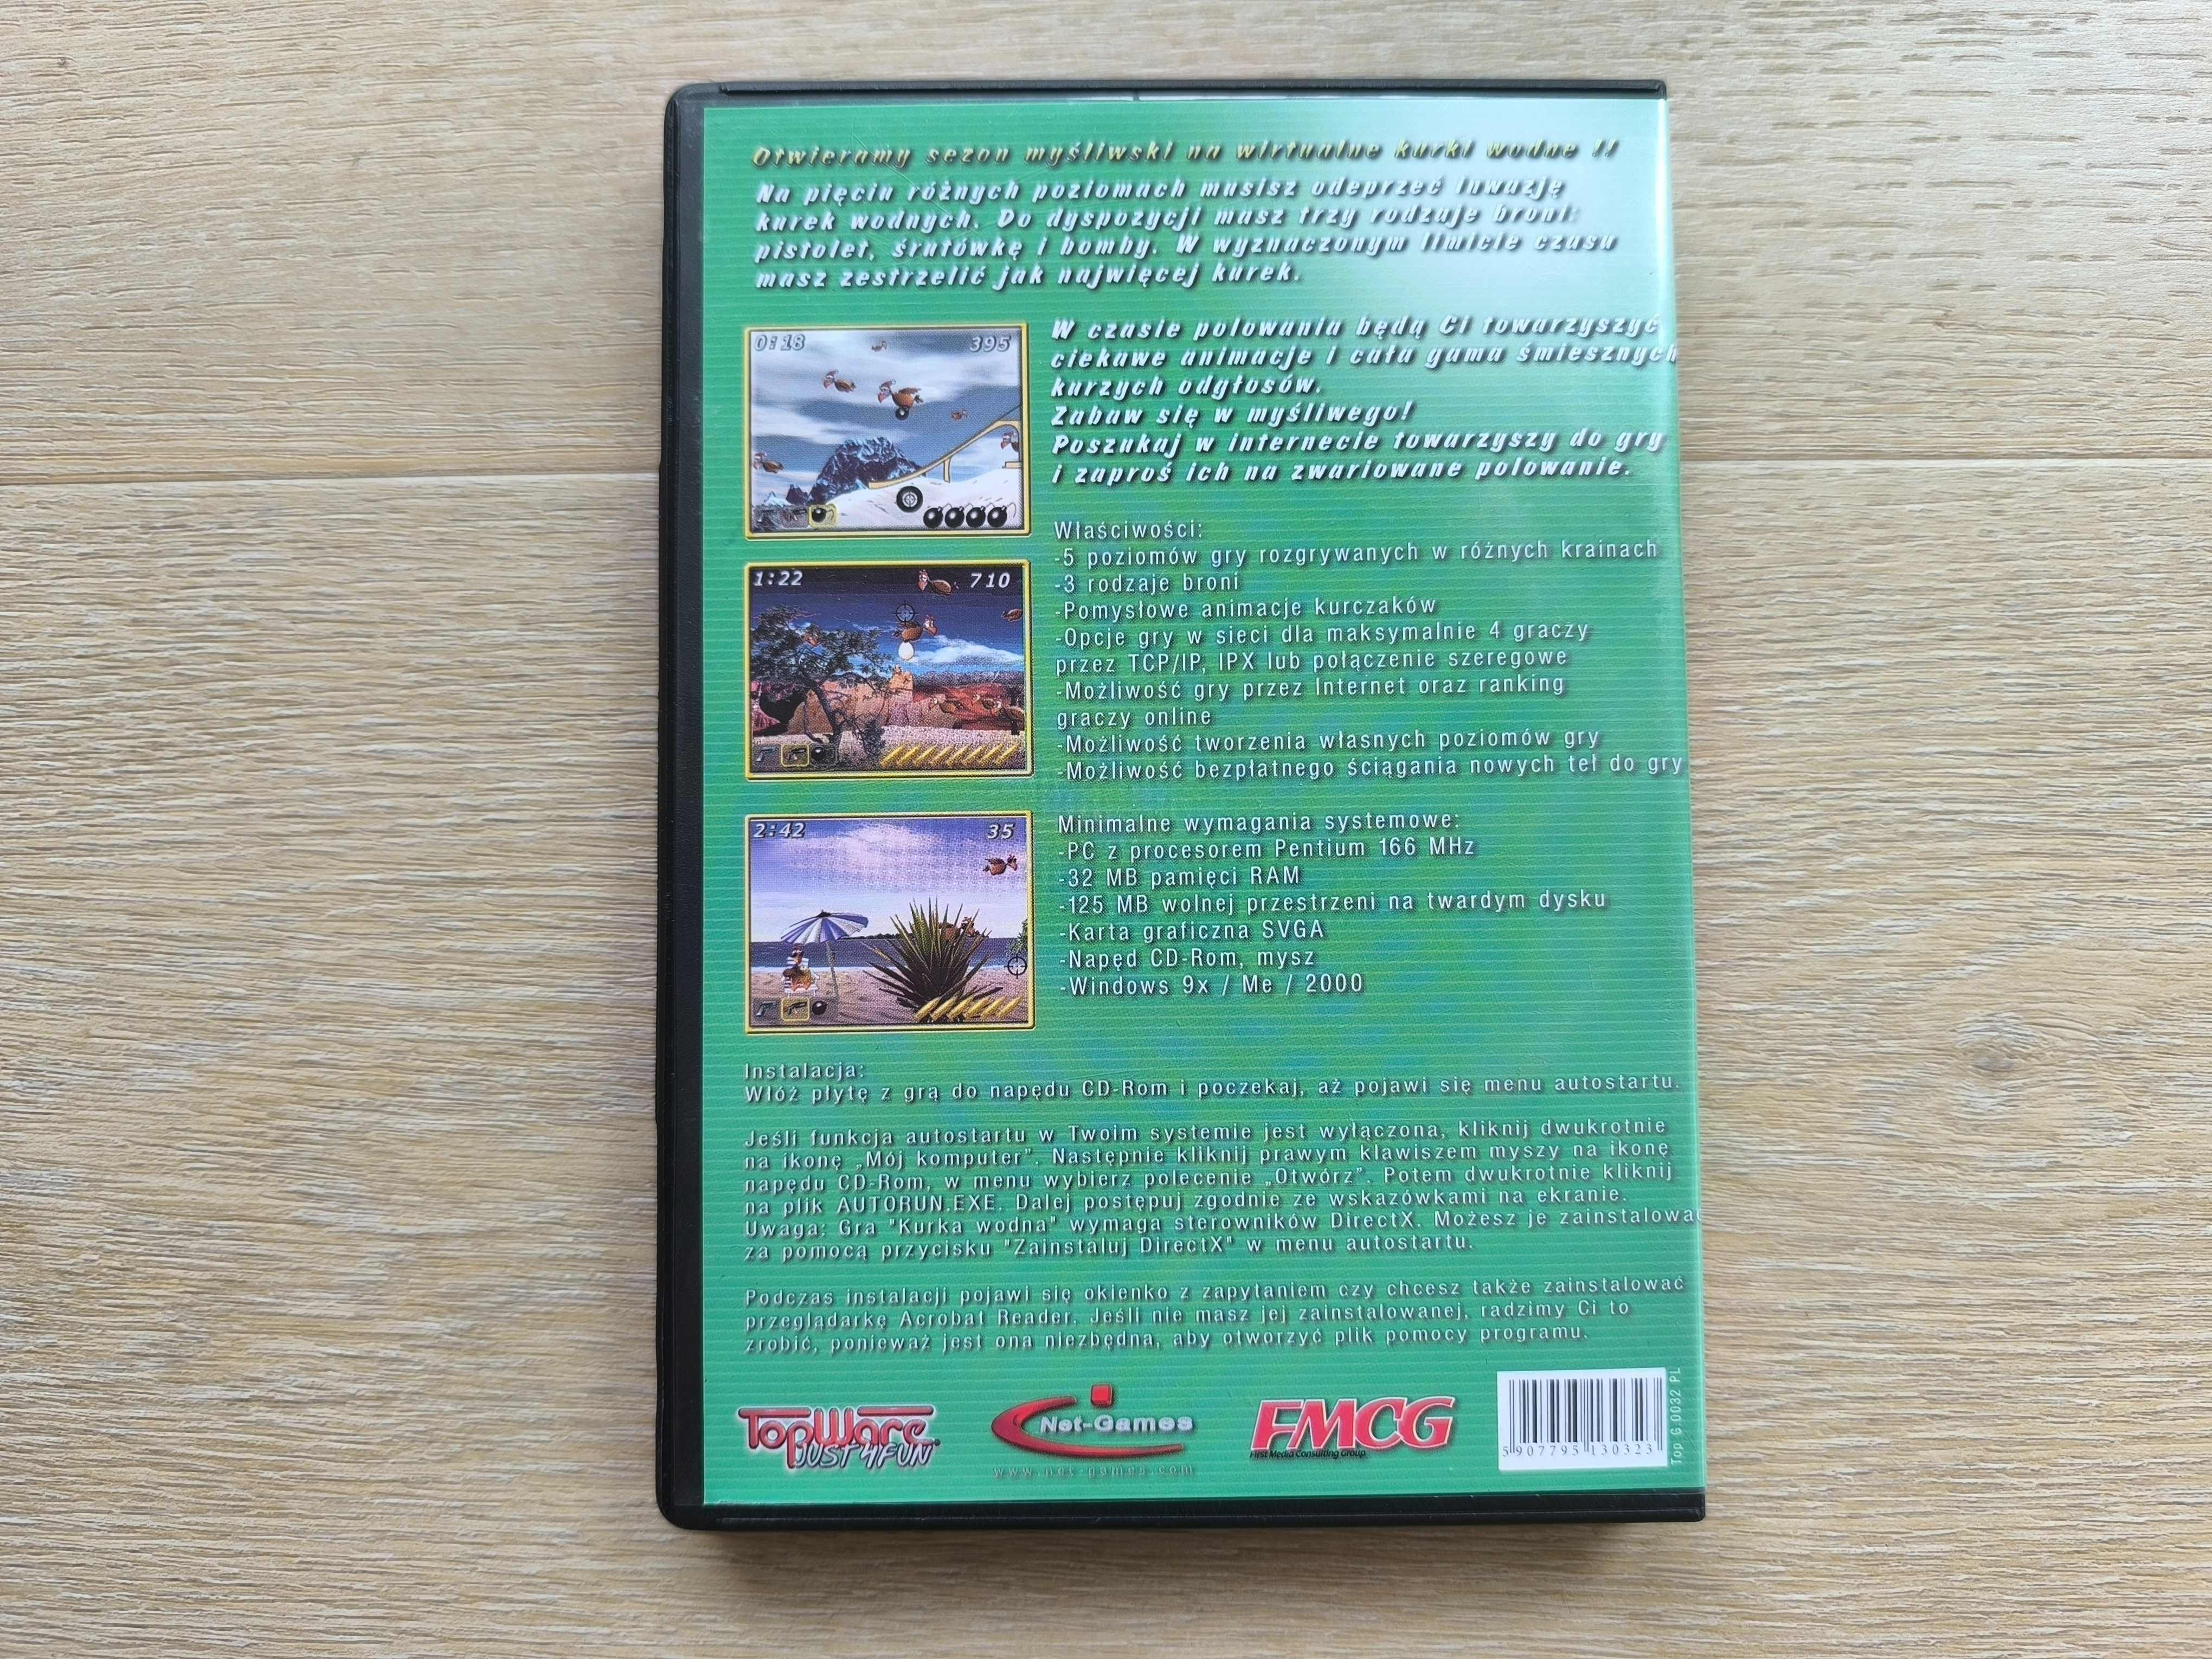 Otwieramy sezon myśliwski na wirtualne kurki wodne !!
Na pięciu różnych poziomach musisz odeprzeć inwazję
kurek wodnych. Do dyspozycji masz trzy rodzaje broni:
pistolet, śrutówkę i bomby. W wyznaczonym limicie czasu
masz zestrzelić jak najwięcej kurek.
0:18 395
W czasie polowania będą Ci towarzyszyć
ciekawe animacje i cała gama śmiesznych
kurzych odgłosów.
Zabaw się w myśliwego!
Poszukaj w internecie towarzyszy do gry
i zaproś ich na zwariowane polowanie.
1:22 710
Właściwości:
-5 poziomów gry rozgrywanych w różnych krainach
-3 rodzaje broni
-Pomysłowe animacje kurczaków
-Opcje gry w sieci dla maksymalnie 4 graczy
przez TCP/IP, IPX lub połączenie szeregowe
-Możliwość gry przez Internet oraz ranking
graczy online
-Możliwość tworzenia własnych poziomów gry
-Możliwość bezpłatnego ściągania nowych teł do gry
2:42 35
Minimalne wymagania systemowe:
-PC z procesorem Pentium 166 MHz
-32 MB pamięci RAM
-125 MB wolnej przestrzeni na twardym dysku
-Karta graficzna SVGA
-Napęd CD-Rom, mysz
-Windows 9x / Me / 2000
Instalacja:
Włóż płytę z grą do napędu CD-Rom i poczekaj, aż pojawi się menu autostartu.
Jeśli funkcja autostartu w Twoim systemie jest wyłączona, kliknij dwukrotnie
na ikonę „Mój komputer”. Następnie kliknij prawym klawiszem myszy na ikonę
napędu CD-Rom, w menu wybierz polecenie „Otwórz”. Potem dwukrotnie kliknij
na plik AUTORUN.EXE. Dalej postępuj zgodnie ze wskazówkami na ekranie.
Uwaga: Gra "Kurka wodna" wymaga sterowników DirectX. Możesz je zainstalować
za pomocą przycisku "Zainstaluj DirectX" w menu autostartu.
Podczas instalacji pojawi się okienko z zapytaniem czy chcesz także zainstalować
przeglądarkę Acrobat Reader. Jeśli nie masz jej zainstalowanej, radzimy Ci to
zrobić, ponieważ jest ona niezbędna, aby otworzyć plik pomocy programu.
TopWare
JUST 4 FUN
Net-Games
www.net-games.com
FMCG
First Media Consulting Group
5 907795 130323
Top G.0032 PL